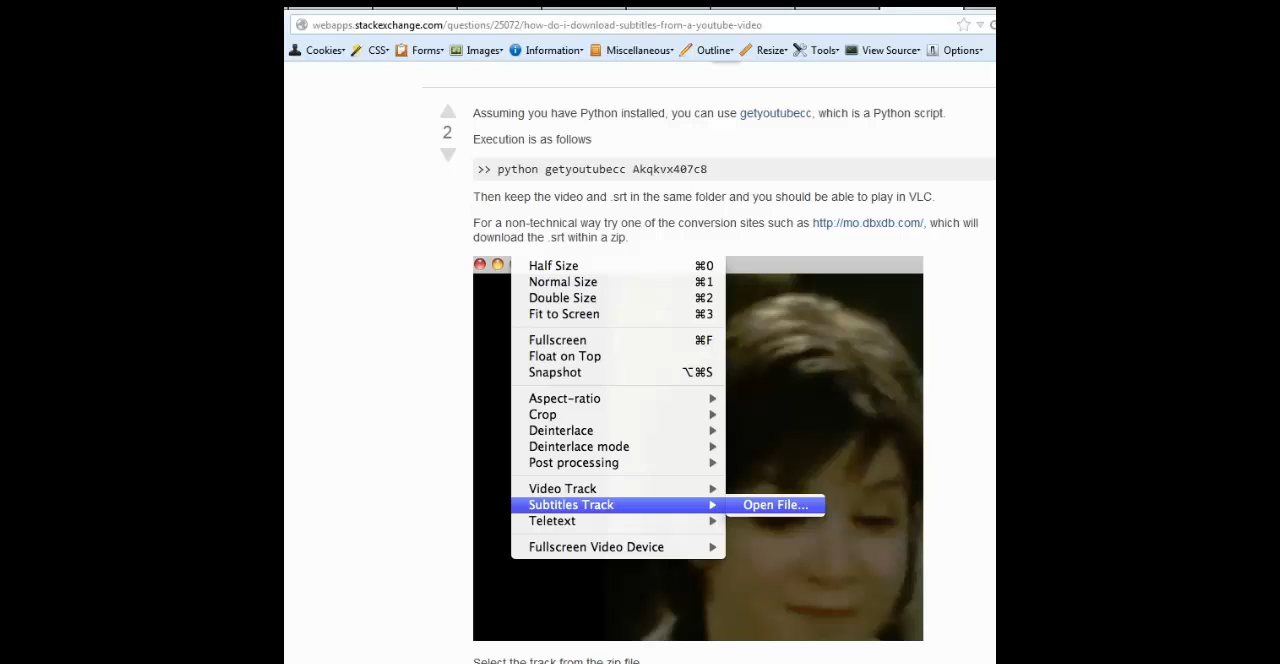 webapps.stackexchange.com/questions/25072/how-do-i-download-subtitles-from-a-youtube-video
Cookies CSS Forms Images Information Miscellaneous Outline Resize Tools View Source Options
Assuming you have Python installed, you can use getyoutubecc, which is a Python script.
2
Execution is as follows
>> python getyoutubecc Akqkvx407c8
Then keep the video and .srt in the same folder and you should be able to play in VLC.
For a non-technical way try one of the conversion sites such as http://mo.dbxdb.com/, which will
download the .srt within a zip.
Half Size ⌘0
Normal Size ⌘1
Double Size ⌘2
Fit to Screen ⌘3
Fullscreen ⌘F
Float on Top
Snapshot ⌥⌘S
Aspect-ratio
Crop
Deinterlace
Deinterlace mode
Post processing
Video Track
Subtitles Track Open File...
Teletext
Fullscreen Video Device
Select the track from the zip file